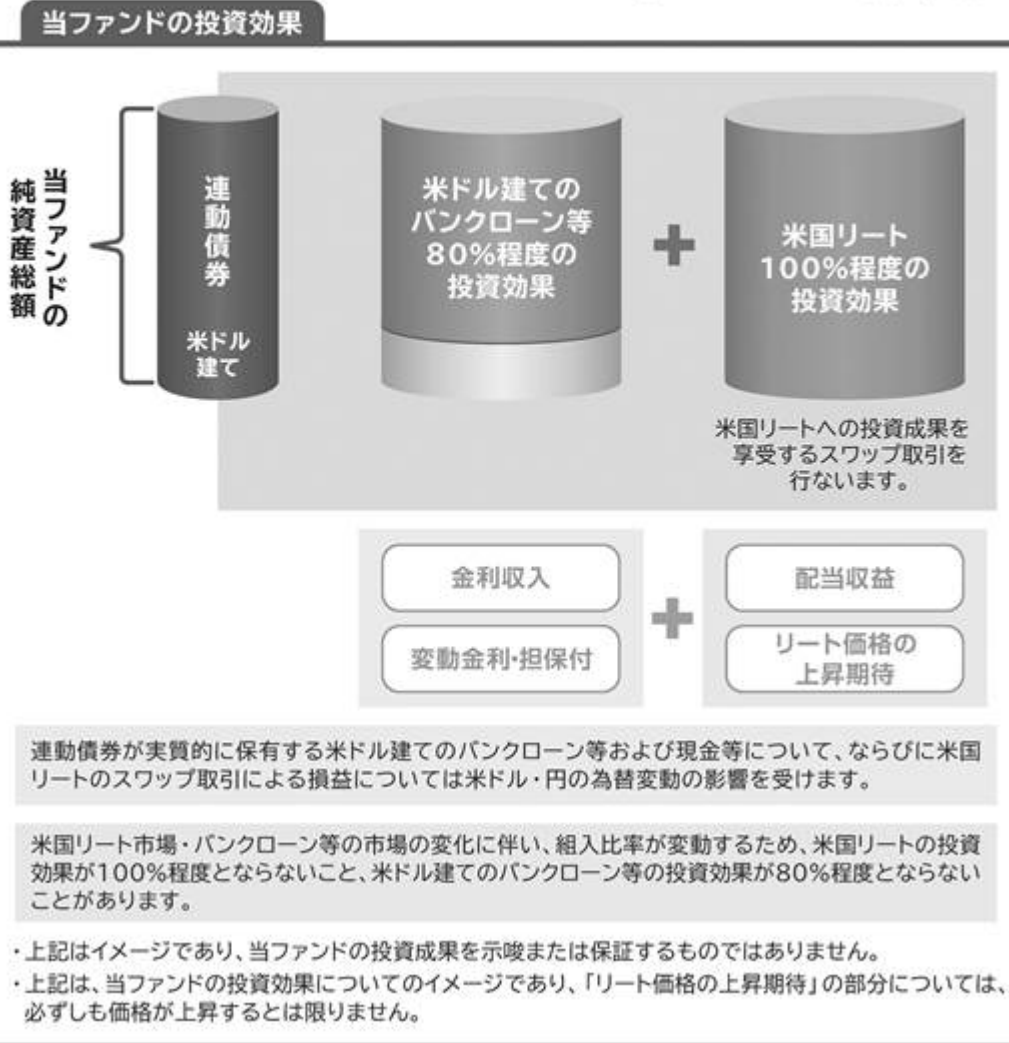 当ファンドの投資効果
当ファンドの
純資産総額
連動債券
米ドル
建て
米ドル建ての
バンクローン等
80%程度の
投資効果
+
米国リート
100%程度の
投資効果
米国リートへの投資成果を
享受するスワップ取引を
行ないます。
金利収入
変動金利・担保付
+
配当収益
リート価格の
上昇期待
連動債券が実質的に保有する米ドル建てのバンクローン等および現金等について、ならびに米国
リートのスワップ取引による損益については米ドル・円の為替変動の影響を受けます。
米国リート市場・バンクローン等の市場の変化に伴い、組入比率が変動するため、米国リートの投資
効果が100%程度とならないこと、米ドル建てのバンクローン等の投資効果が80%程度とならない
ことがあります。
・上記はイメージであり、当ファンドの投資成果を示唆または保証するものではありません。
・上記は、当ファンドの投資効果についてのイメージであり、「リート価格の上昇期待」の部分については、
必ずしも価格が上昇するとは限りません。